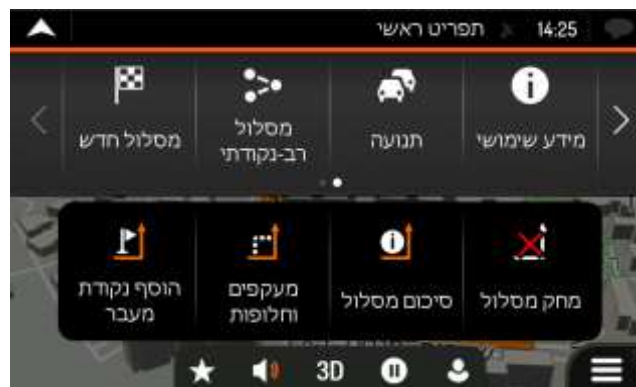 תפריט ראשי 14:25
מסלול חדש
מסלול
רב-נקודתי
תנועה
מידע שימושי
הוסף נקודת
מעבר
מעקפים
וחלופות
סיכום מסלול
מחק מסלול
3D